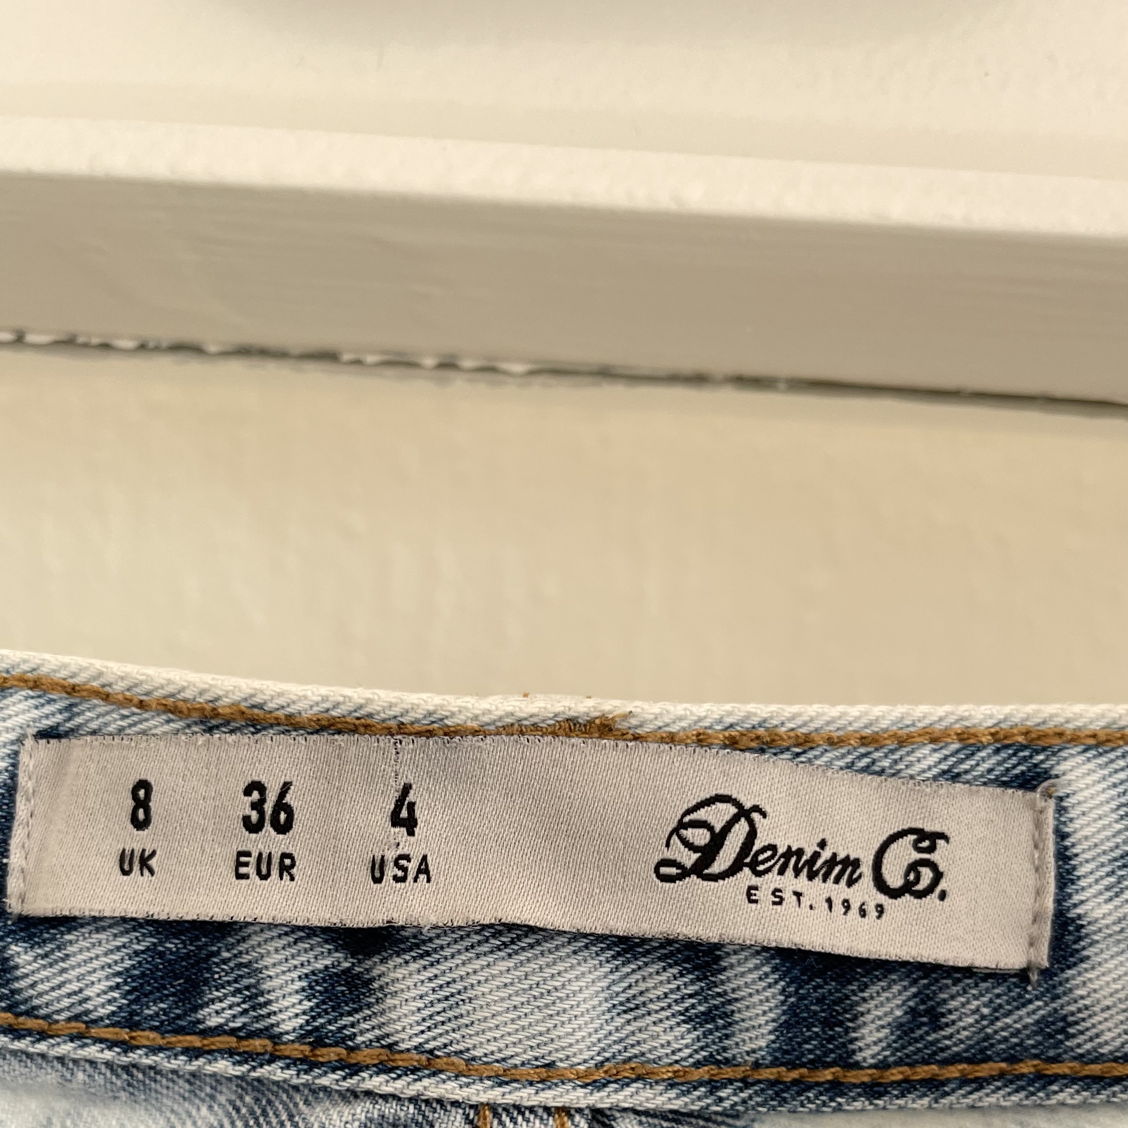 8 36 4
UK EUR USA
Denim Co.
EST. 1969